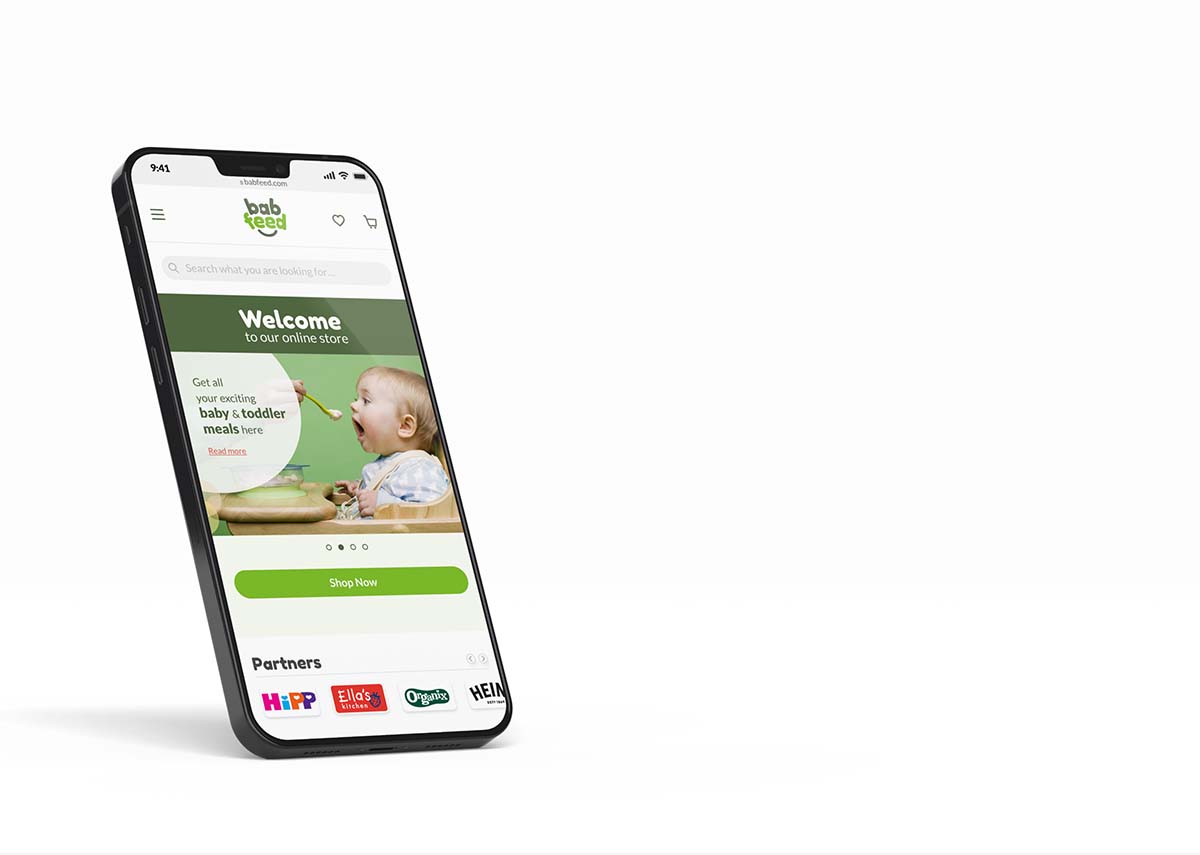 9:41
babfeed.com
bab
feed
Search what you are looking for...
Welcome
to our online store
Get all
your exciting
baby & toddler
meals here
Read more
Shop Now
Partners
HiPP
Ella's
kitchen
Organix
HEIN